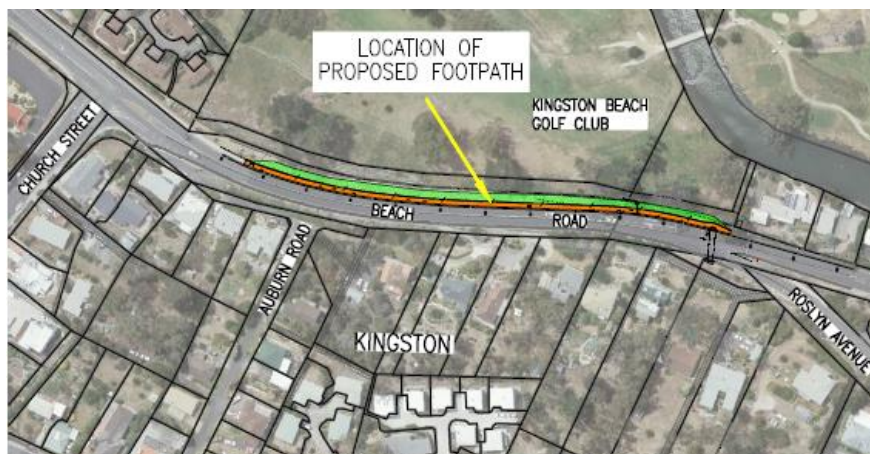 LOCATION OF
PROPOSED FOOTPATH
KINGSTON BEACH
GOLF CLUB
CHURCH STREET
BEACH ROAD
AUBURN ROAD
KINGSTON
ROSLYN AVENUE